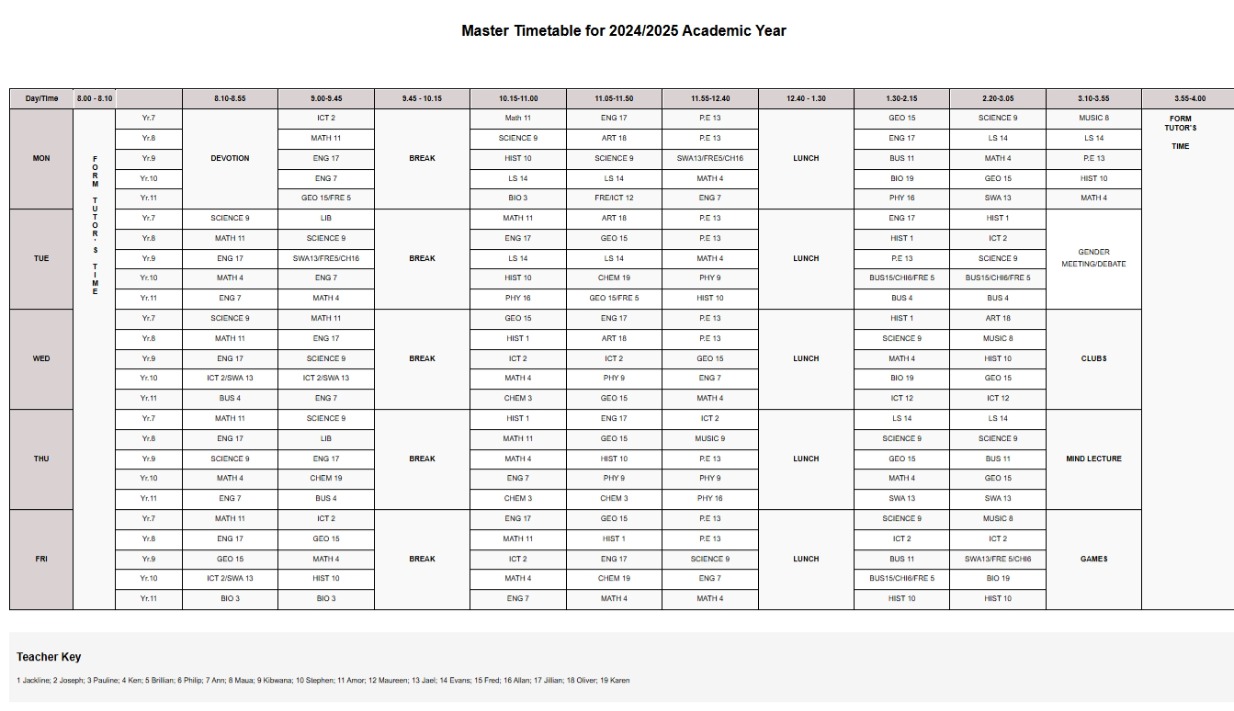 Master Timetable for 2024/2025 Academic Year
Day/Time 8.00 - 8.10 8.10-8.55 9.00-9.45 9.45 - 10.15 10.15-11.00 11.05-11.50 11.55-12.40 12.40 - 1.30 1.30-2.15 2.20-3.05 3.10-3.55 3.55-4.00
FORM TUTOR'S TIME
FORM TUTOR'S TIME
MON DEVOTION BREAK LUNCH
Yr.7 ICT 2 Math 11 ENG 17 P.E 13 GEO 15 SCIENCE 9 MUSIC 8
Yr.8 MATH 11 SCIENCE 9 ART 18 P.E 13 ENG 17 LS 14 LS 14
Yr.9 ENG 17 HIST 10 SCIENCE 9 SWA13/FRE5/CH16 BUS 11 MATH 4 P.E 13
Yr.10 ENG 7 LS 14 LS 14 MATH 4 BIO 19 GEO 15 HIST 10
Yr.11 GEO 15/FRE 5 BIO 3 FRE/ICT 12 ENG 7 PHY 16 SWA 13 MATH 4
TUE BREAK LUNCH GENDER MEETING/DEBATE
Yr.7 SCIENCE 9 LIB MATH 11 ART 18 P.E 13 ENG 17 HIST 1
Yr.8 MATH 11 SCIENCE 9 ENG 17 GEO 15 P.E 13 HIST 1 ICT 2
Yr.9 ENG 17 SWA13/FRE5/CH16 LS 14 LS 14 MATH 4 P.E 13 SCIENCE 9
Yr.10 MATH 4 ENG 7 HIST 10 CHEM 19 PHY 9 BUS15/CHI6/FRE 5 BUS15/CHI6/FRE 5
Yr.11 ENG 7 MATH 4 PHY 16 GEO 15/FRE 5 HIST 10 BUS 4 BUS 4
WED BREAK LUNCH CLUBS
Yr.7 SCIENCE 9 MATH 11 GEO 15 ENG 17 P.E 13 HIST 1 ART 18
Yr.8 MATH 11 ENG 17 HIST 1 ART 18 P.E 13 SCIENCE 9 MUSIC 8
Yr.9 ENG 17 SCIENCE 9 ICT 2 ICT 2 GEO 15 MATH 4 HIST 10
Yr.10 ICT 2/SWA 13 ICT 2/SWA 13 MATH 4 PHY 9 ENG 7 BIO 19 GEO 15
Yr.11 BUS 4 ENG 7 CHEM 3 GEO 15 MATH 4 ICT 12 ICT 12
THU BREAK LUNCH MIND LECTURE
Yr.7 MATH 11 SCIENCE 9 HIST 1 ENG 17 ICT 2 LS 14 LS 14
Yr.8 ENG 17 LIB MATH 11 GEO 15 MUSIC 9 SCIENCE 9 SCIENCE 9
Yr.9 SCIENCE 9 ENG 17 MATH 4 HIST 10 P.E 13 GEO 15 BUS 11
Yr.10 MATH 4 CHEM 19 ENG 7 PHY 9 PHY 9 MATH 4 GEO 15
Yr.11 ENG 7 BUS 4 CHEM 3 CHEM 3 PHY 16 SWA 13 SWA 13
FRI BREAK LUNCH GAMES
Yr.7 MATH 11 ICT 2 ENG 17 GEO 15 P.E 13 SCIENCE 9 MUSIC 8
Yr.8 ENG 17 GEO 15 MATH 11 HIST 1 P.E 13 ICT 2 ICT 2
Yr.9 GEO 15 MATH 4 ICT 2 ENG 17 SCIENCE 9 BUS 11 SWA13/FRE 5/CHI6
Yr.10 ICT 2/SWA 13 HIST 10 MATH 4 CHEM 19 ENG 7 BUS15/CHI6/FRE 5 BIO 19
Yr.11 BIO 3 BIO 3 ENG 7 MATH 4 MATH 4 HIST 10 HIST 10
Teacher Key
1 Jackline; 2 Joseph; 3 Pauline; 4 Ken; 5 Brillian; 6 Philip; 7 Ann; 8 Maua; 9 Kibwana; 10 Stephen; 11 Amor; 12 Maureen; 13 Jael; 14 Evans; 15 Fred; 16 Allan; 17 Jillian; 18 Oliver; 19 Karen